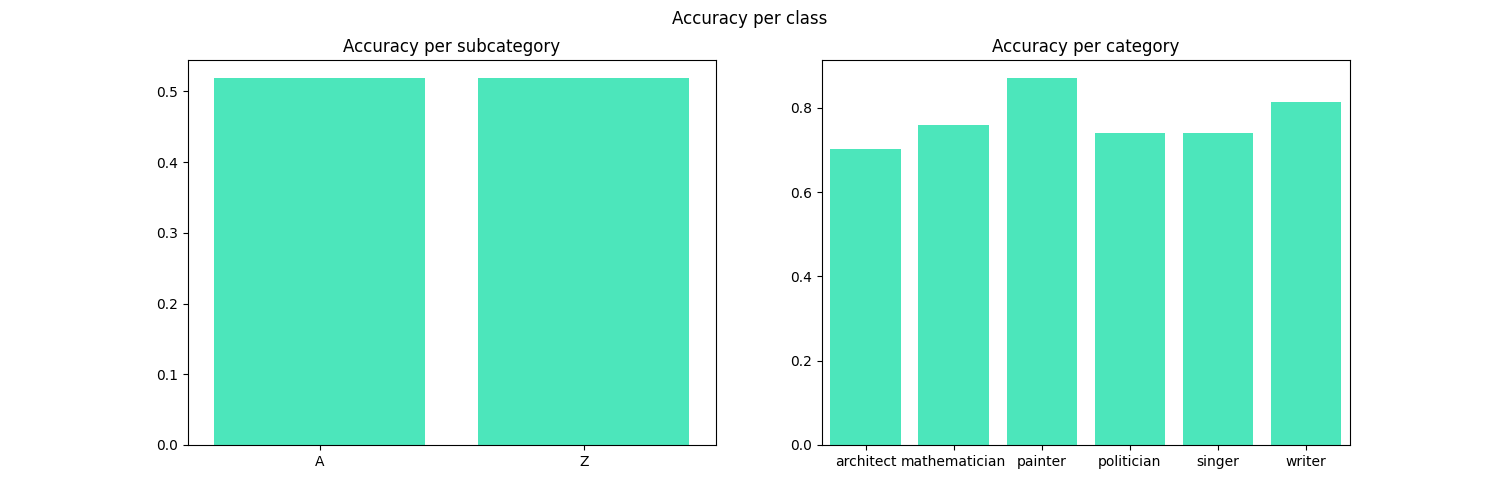 Accuracy per class
Accuracy per subcategory
0.5
0.4
0.3
0.2
0.1
0.0
A Z
Accuracy per category
0.8
0.6
0.4
0.2
0.0
architect mathematician painter politician singer writer